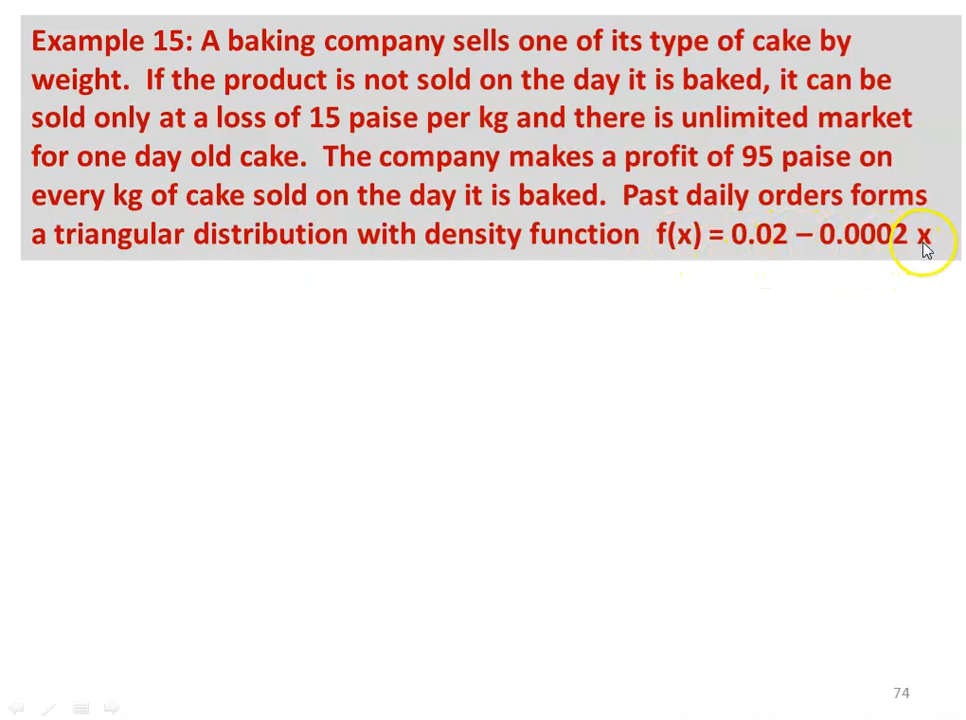 Example 15: A baking company sells one of its type of cake by
weight. If the product is not sold on the day it is baked, it can be
sold only at a loss of 15 paise per kg and there is unlimited market
for one day old cake. The company makes a profit of 95 paise on
every kg of cake sold on the day it is baked. Past daily orders forms
a triangular distribution with density function f(x) = 0.02 – 0.0002 x
74